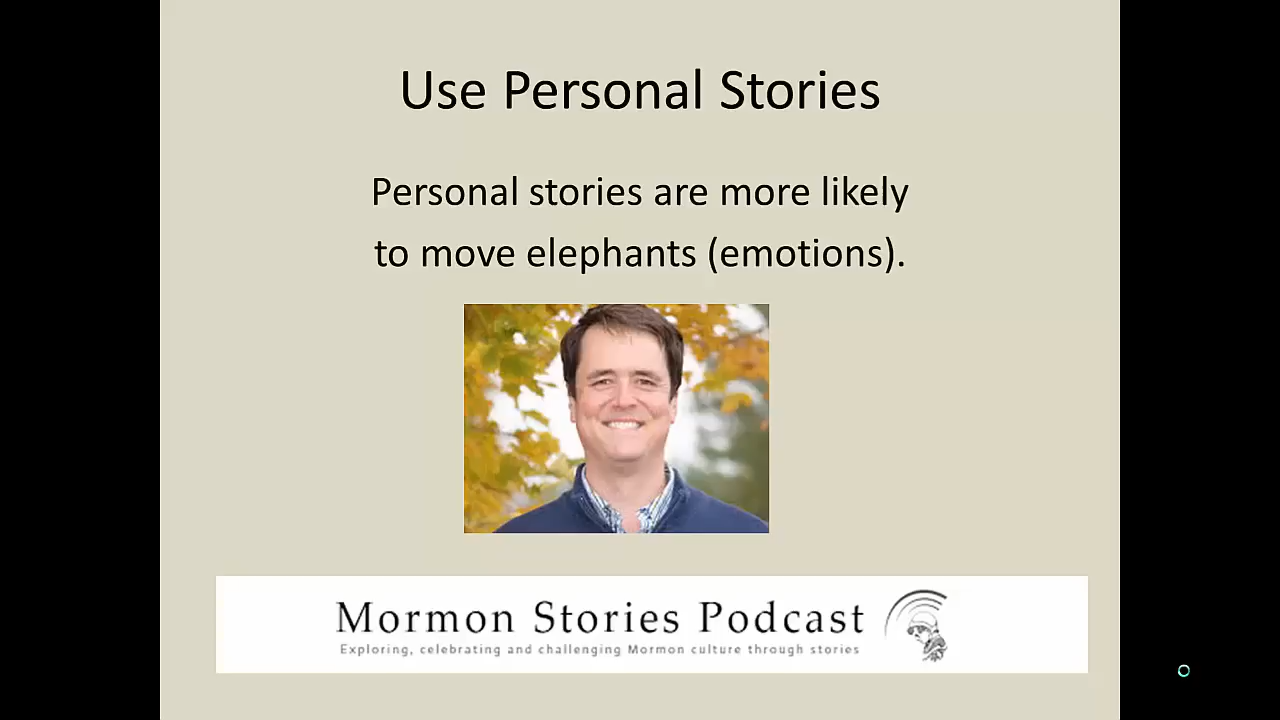 Use Personal Stories
Personal stories are more likely
to move elephants (emotions).
Mormon Stories Podcast
Exploring, celebrating and challenging Mormon culture through stories